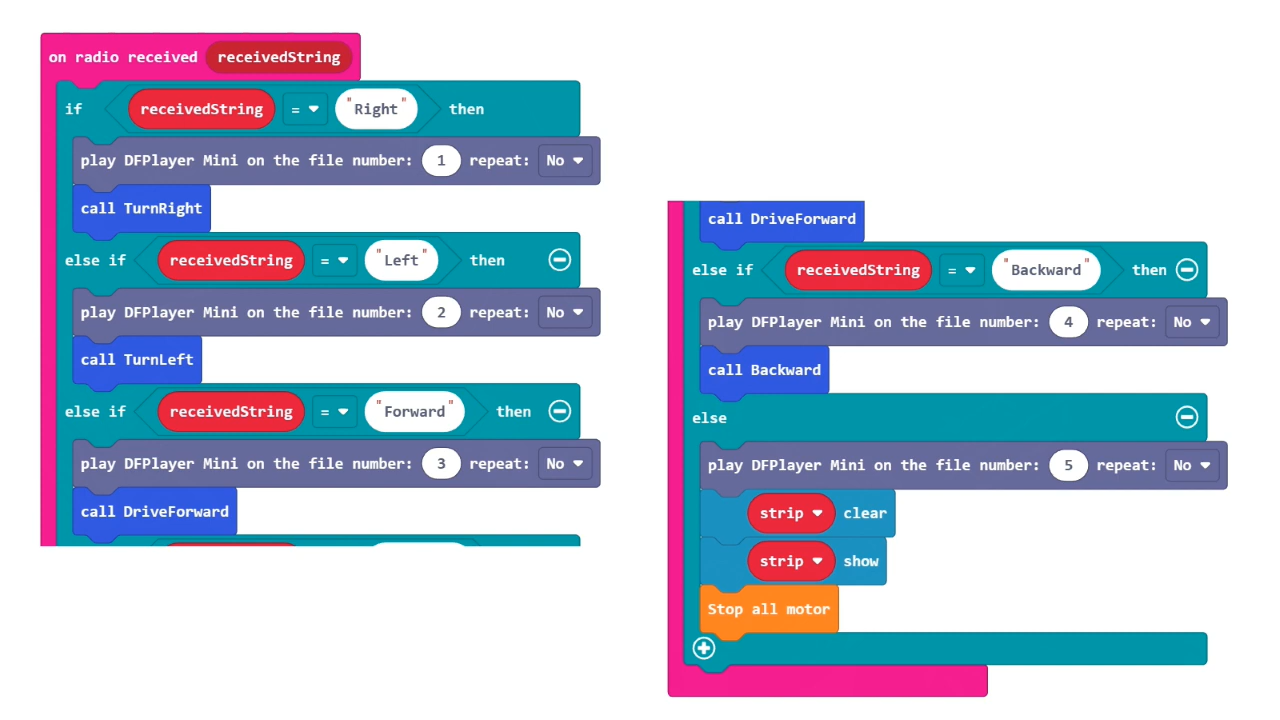 on radio received receivedString
if receivedString = "Right" then
play DFPlayer Mini on the file number: 1 repeat: No
call TurnRight
else if receivedString = "Left" then
play DFPlayer Mini on the file number: 2 repeat: No
call TurnLeft
else if receivedString = "Forward" then
play DFPlayer Mini on the file number: 3 repeat: No
call DriveForward
call DriveForward
else if receivedString = "Backward" then
play DFPlayer Mini on the file number: 4 repeat: No
call Backward
else
play DFPlayer Mini on the file number: 5 repeat: No
strip clear
strip show
Stop all motor